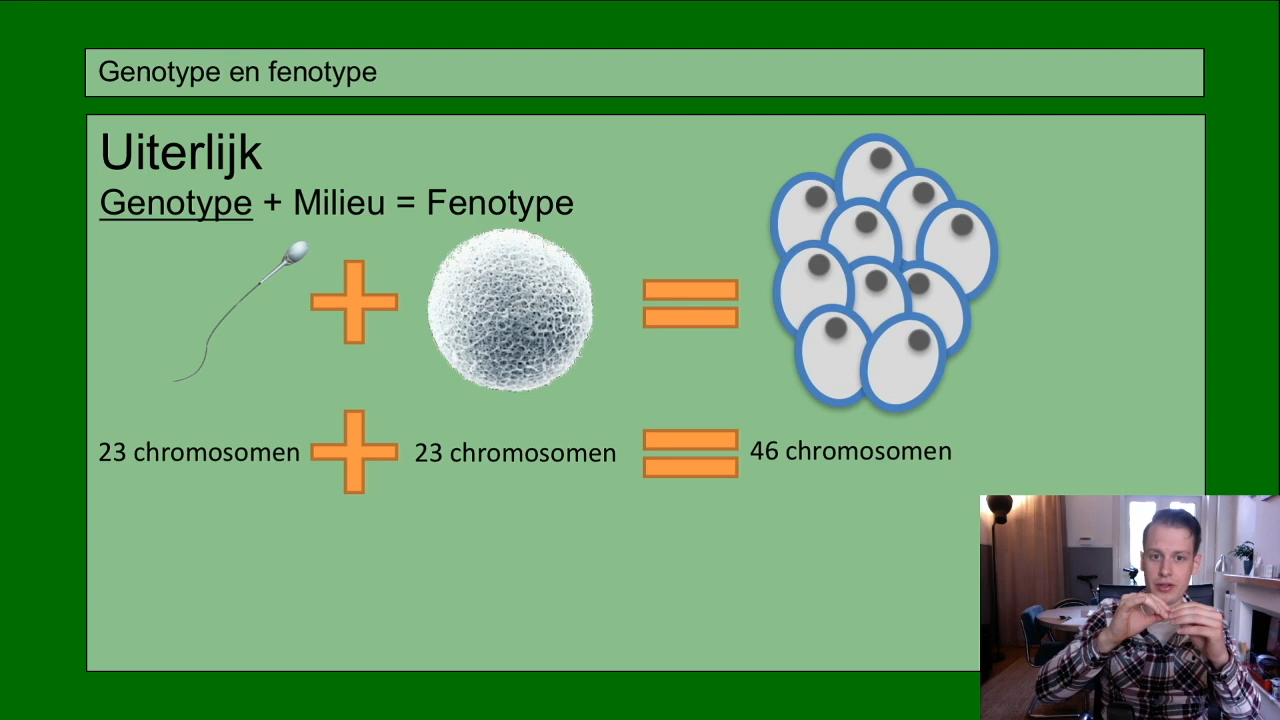 Genotype en fenotype
Uiterlijk
Genotype + Milieu = Fenotype
23 chromosomen
23 chromosomen
46 chromosomen